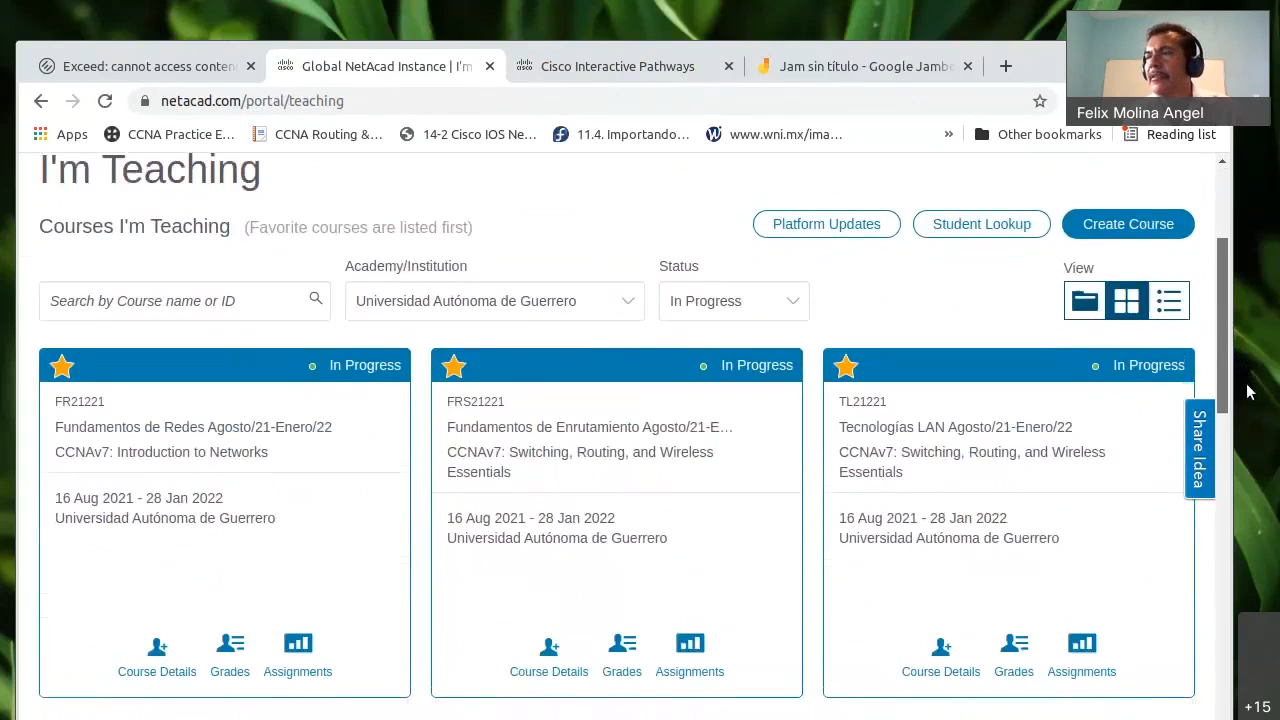 Exceed: cannot access conten
Global NetAcad Instance | I'm
Cisco Interactive Pathways
Jam sin título - Google Jambo
netacad.com/portal/teaching
Felix Molina Angel
Apps
CCNA Practice E...
CCNA Routing &...
14-2 Cisco IOS Ne...
11.4. Importando...
www.wni.mx/ima...
»
Other bookmarks
Reading list
I'm Teaching
Courses I'm Teaching (Favorite courses are listed first)
Platform Updates
Student Lookup
Create Course
Academy/Institution
Status
View
Search by Course name or ID
Universidad Autónoma de Guerrero
In Progress
In Progress
FR21221
Fundamentos de Redes Agosto/21-Enero/22
CCNAv7: Introduction to Networks
16 Aug 2021 - 28 Jan 2022
Universidad Autónoma de Guerrero
Course Details
Grades
Assignments
In Progress
FRS21221
Fundamentos de Enrutamiento Agosto/21-E...
CCNAv7: Switching, Routing, and Wireless
Essentials
16 Aug 2021 - 28 Jan 2022
Universidad Autónoma de Guerrero
Course Details
Grades
Assignments
In Progress
TL21221
Tecnologías LAN Agosto/21-Enero/22
CCNAv7: Switching, Routing, and Wireless
Essentials
16 Aug 2021 - 28 Jan 2022
Universidad Autónoma de Guerrero
Course Details
Grades
Assignments
Share Idea
+15